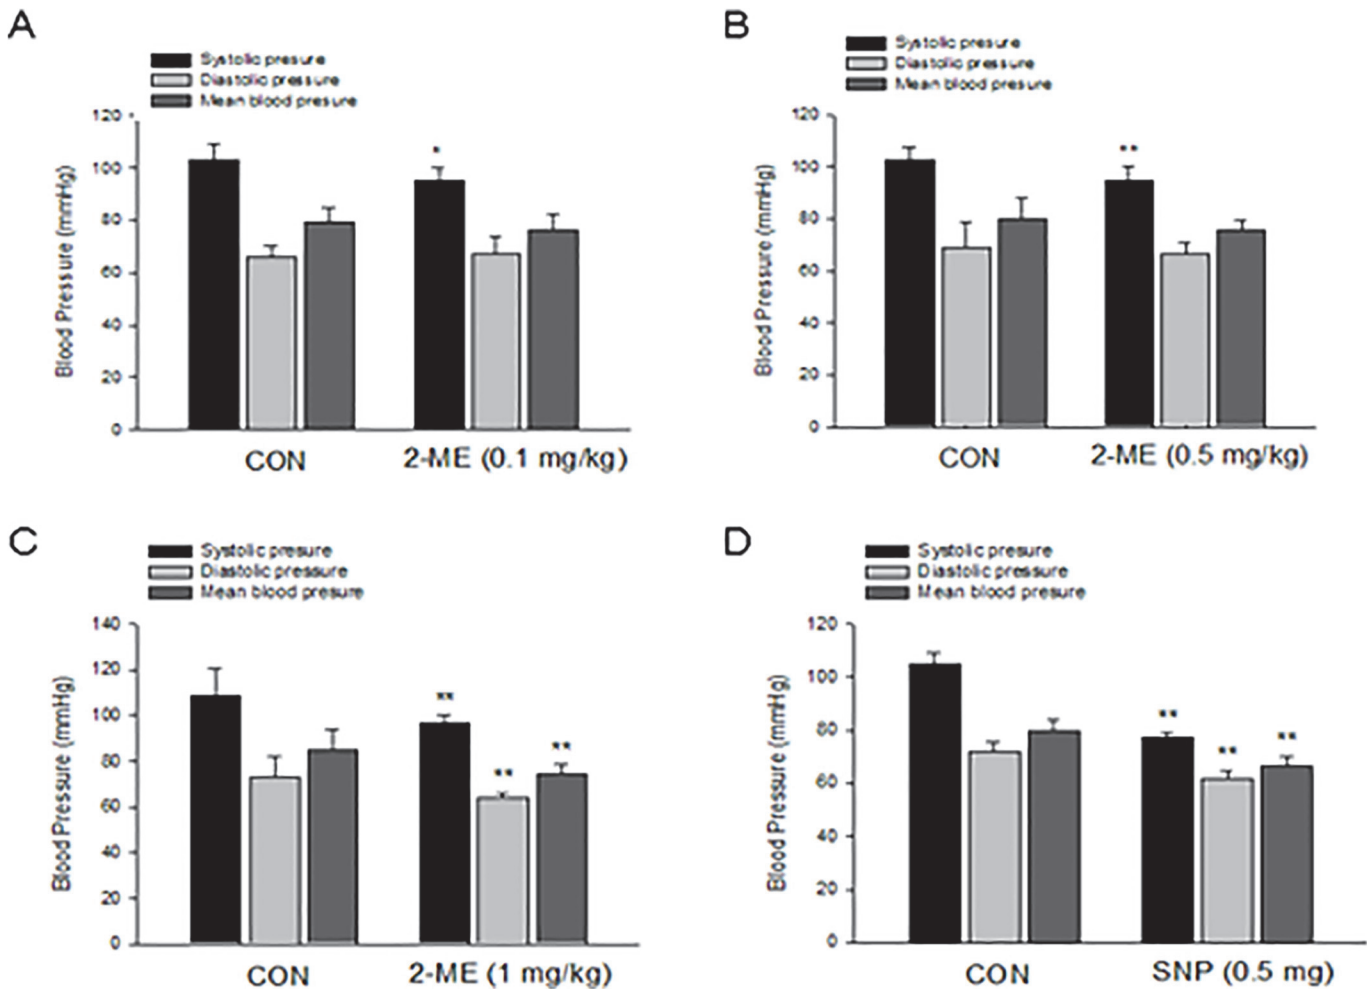 A
Systolic presure
Diastolic pressure
Mean blood presure
Blood Pressure (mmHg)
120
100
80
60
40
20
0
*
CON
2-ME (0.1 mg/kg)
B
Systolic presure
Diastolic pressure
Mean blood presure
Blood Pressure (mmHg)
120
100
80
60
40
20
0
**
CON
2-ME (0.5 mg/kg)
C
Systolic presure
Diastolic pressure
Mean blood presure
Blood Pressure (mmHg)
140
120
100
80
60
40
20
0
**
**
**
CON
2-ME (1 mg/kg)
D
Systolic presure
Diastolic pressure
Mean blood presure
Blood Pressure (mmHg)
120
100
80
60
40
20
0
**
**
**
CON
SNP (0.5 mg)